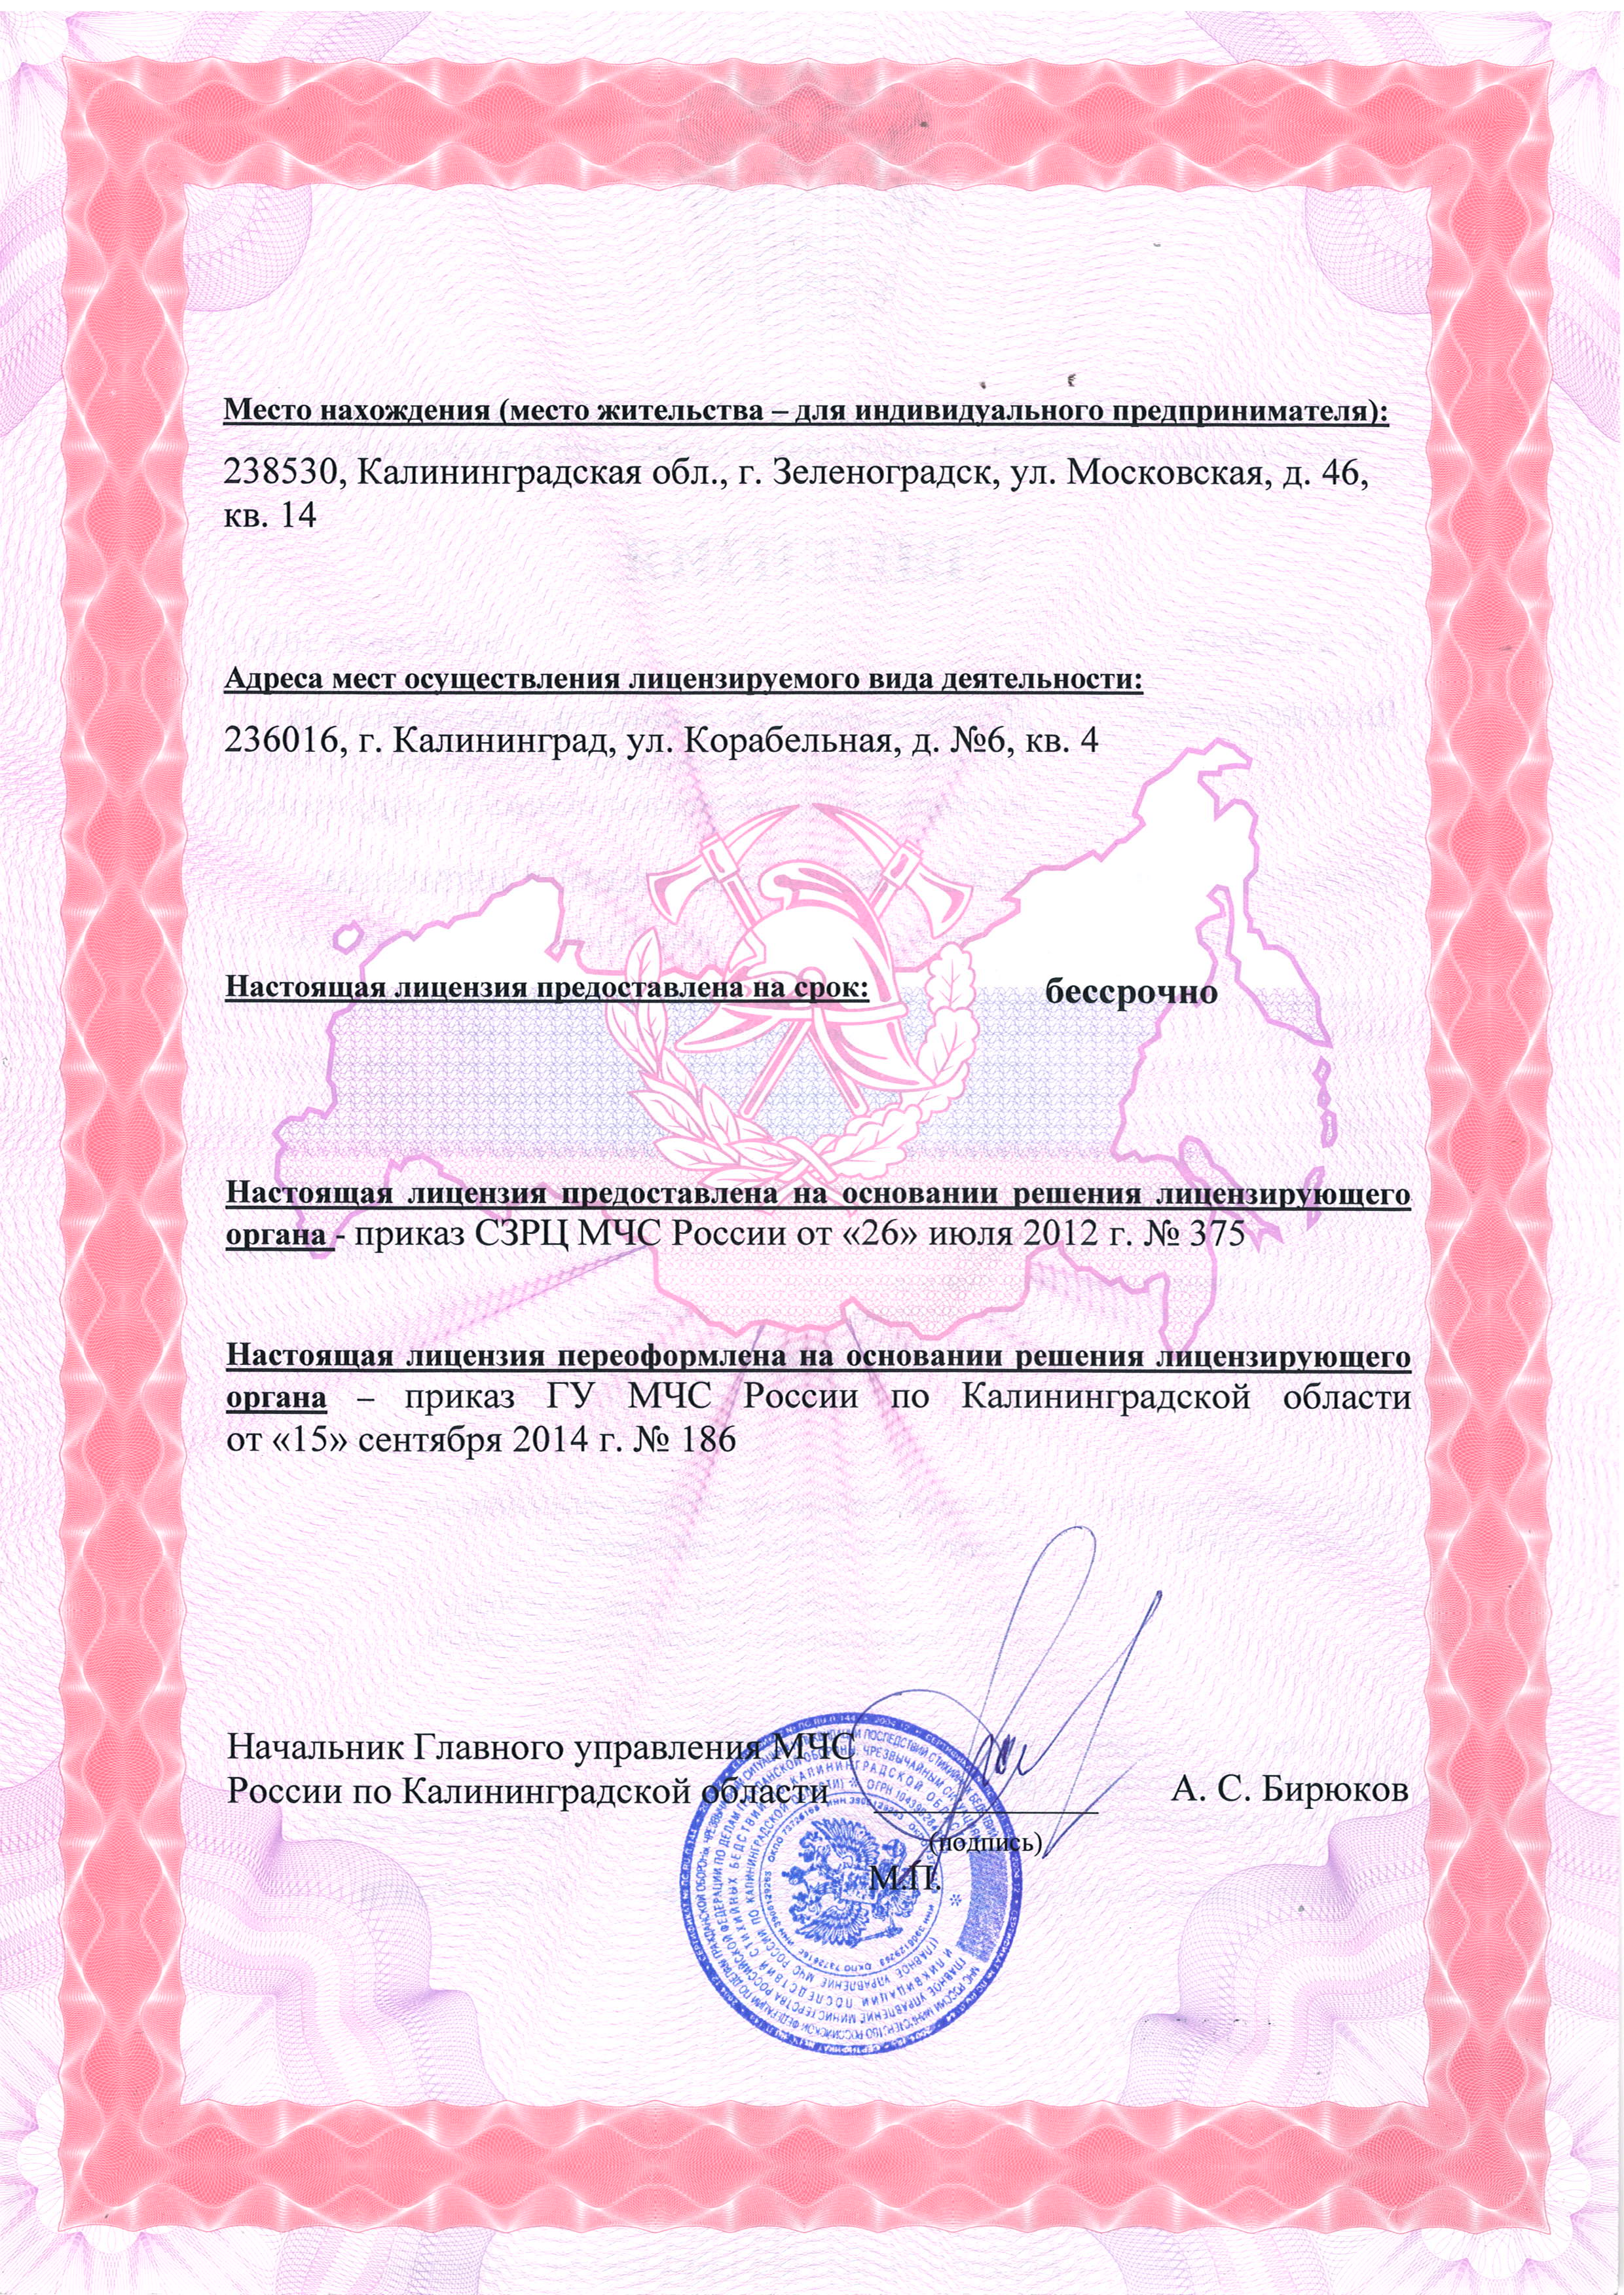 Место нахождения (место жительства – для индивидуального предпринимателя):
238530, Калининградская обл., г. Зеленоградск, ул. Московская, д. 46,
кв. 14
Адреса мест осуществления лицензируемого вида деятельности:
236016, г. Калининград, ул. Корабельная, д. №6, кв. 4
Настоящая лицензия предоставлена на срок: бессрочно
Настоящая лицензия предоставлена на основании решения лицензирующего
органа - приказ СЗРЦ МЧС России от «26» июля 2012 г. № 375
Настоящая лицензия переоформлена на основании решения лицензирующего
органа – приказ ГУ МЧС России по Калининградской области
от «15» сентября 2014 г. № 186
Начальник Главного управления МЧС
России по Калининградской области А. С. Бирюков
(подпись)
М.П.